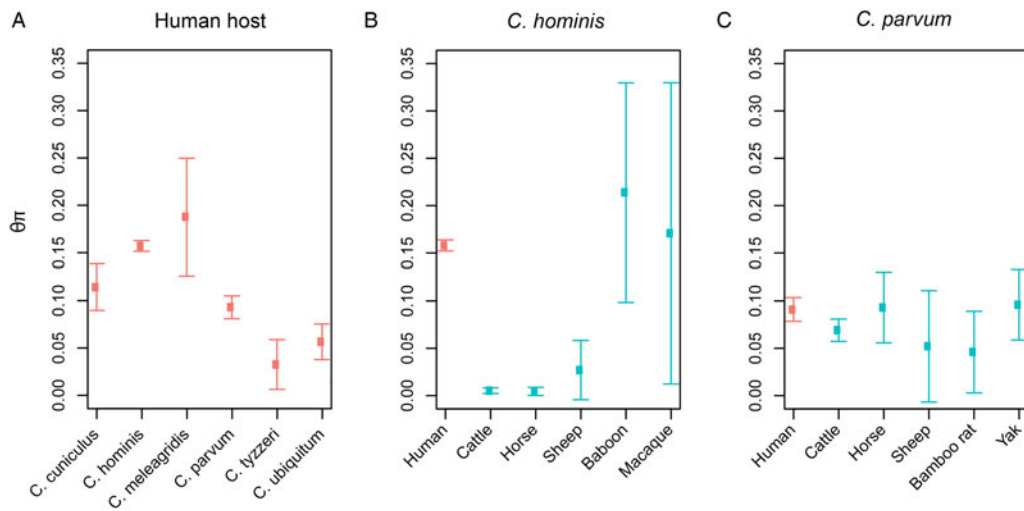 A Human host
θπ
0.35
0.30
0.25
0.20
0.15
0.10
0.05
0.00
C. cuniculus
C. hominis
C. meleagridis
C. parvum
C. tyzzeri
C. ubiquitum
B C. hominis
0.35
0.30
0.25
0.20
0.15
0.10
0.05
0.00
Human
Cattle
Horse
Sheep
Baboon
Macaque
C C. parvum
0.35
0.30
0.25
0.20
0.15
0.10
0.05
0.00
Human
Cattle
Horse
Sheep
Bamboo rat
Yak